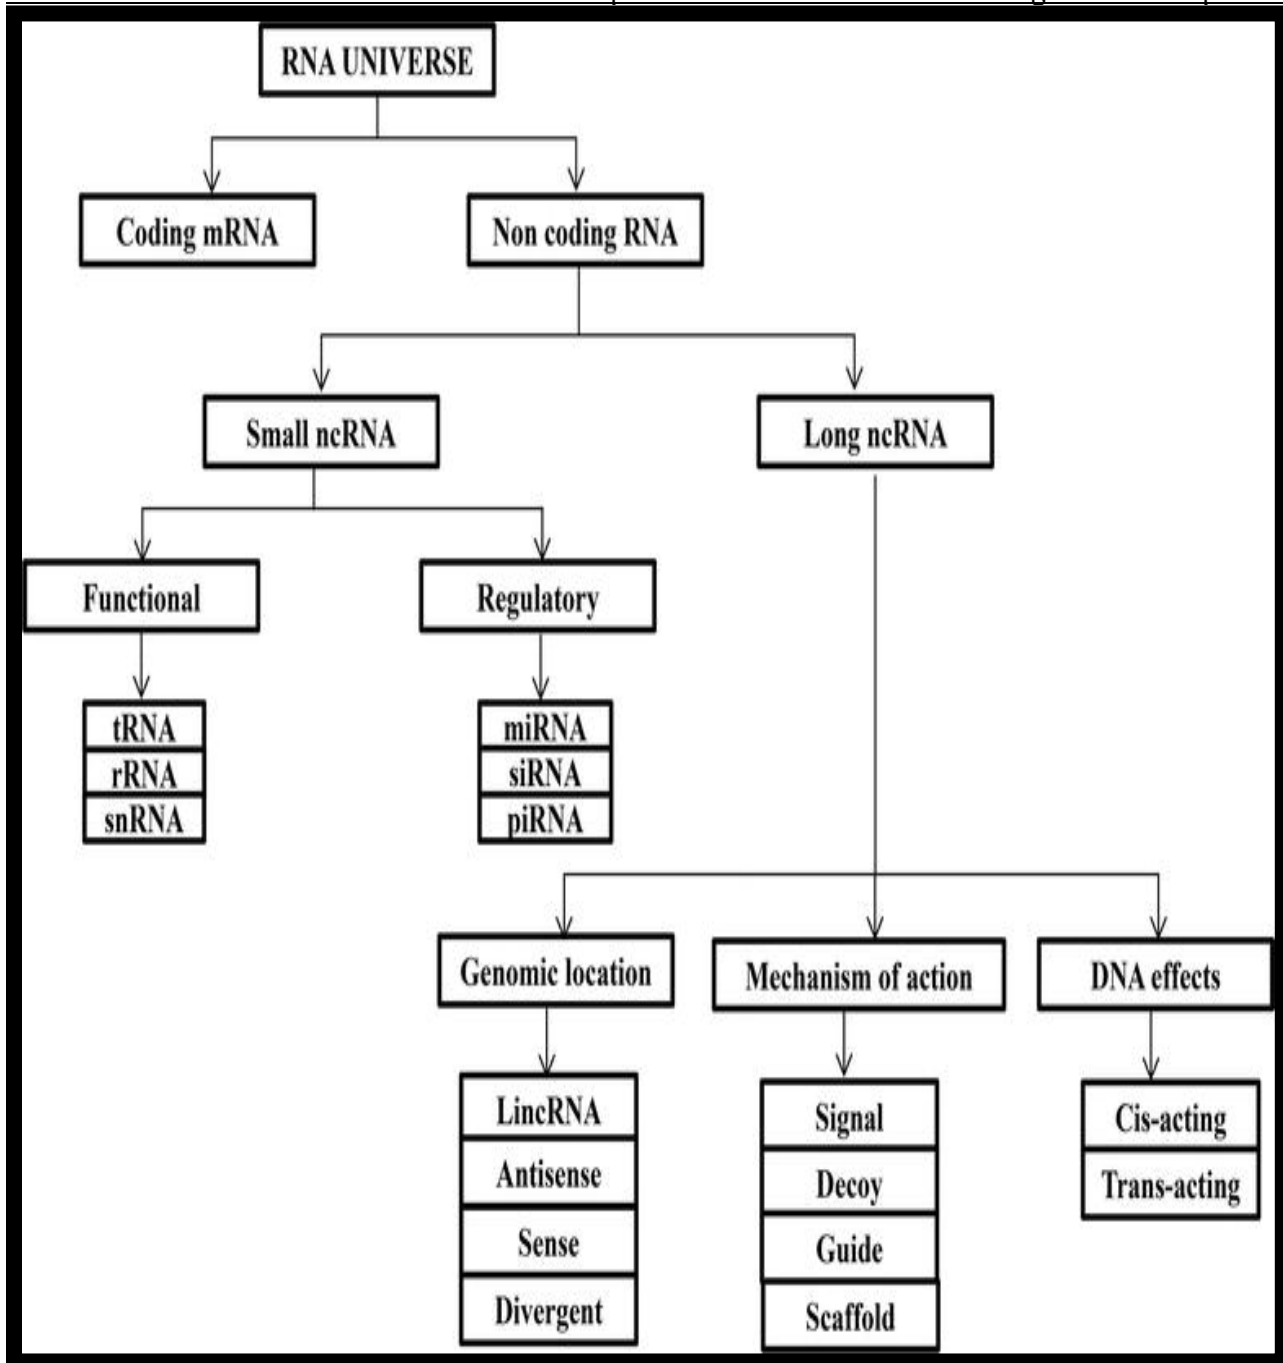 RNA UNIVERSE
Coding mRNA
Non coding RNA
Small ncRNA
Long ncRNA
Functional
Regulatory
tRNA
rRNA
snRNA
miRNA
siRNA
piRNA
Genomic location
Mechanism of action
DNA effects
LincRNA
Antisense
Sense
Divergent
Signal
Decoy
Guide
Scaffold
Cis-acting
Trans-acting